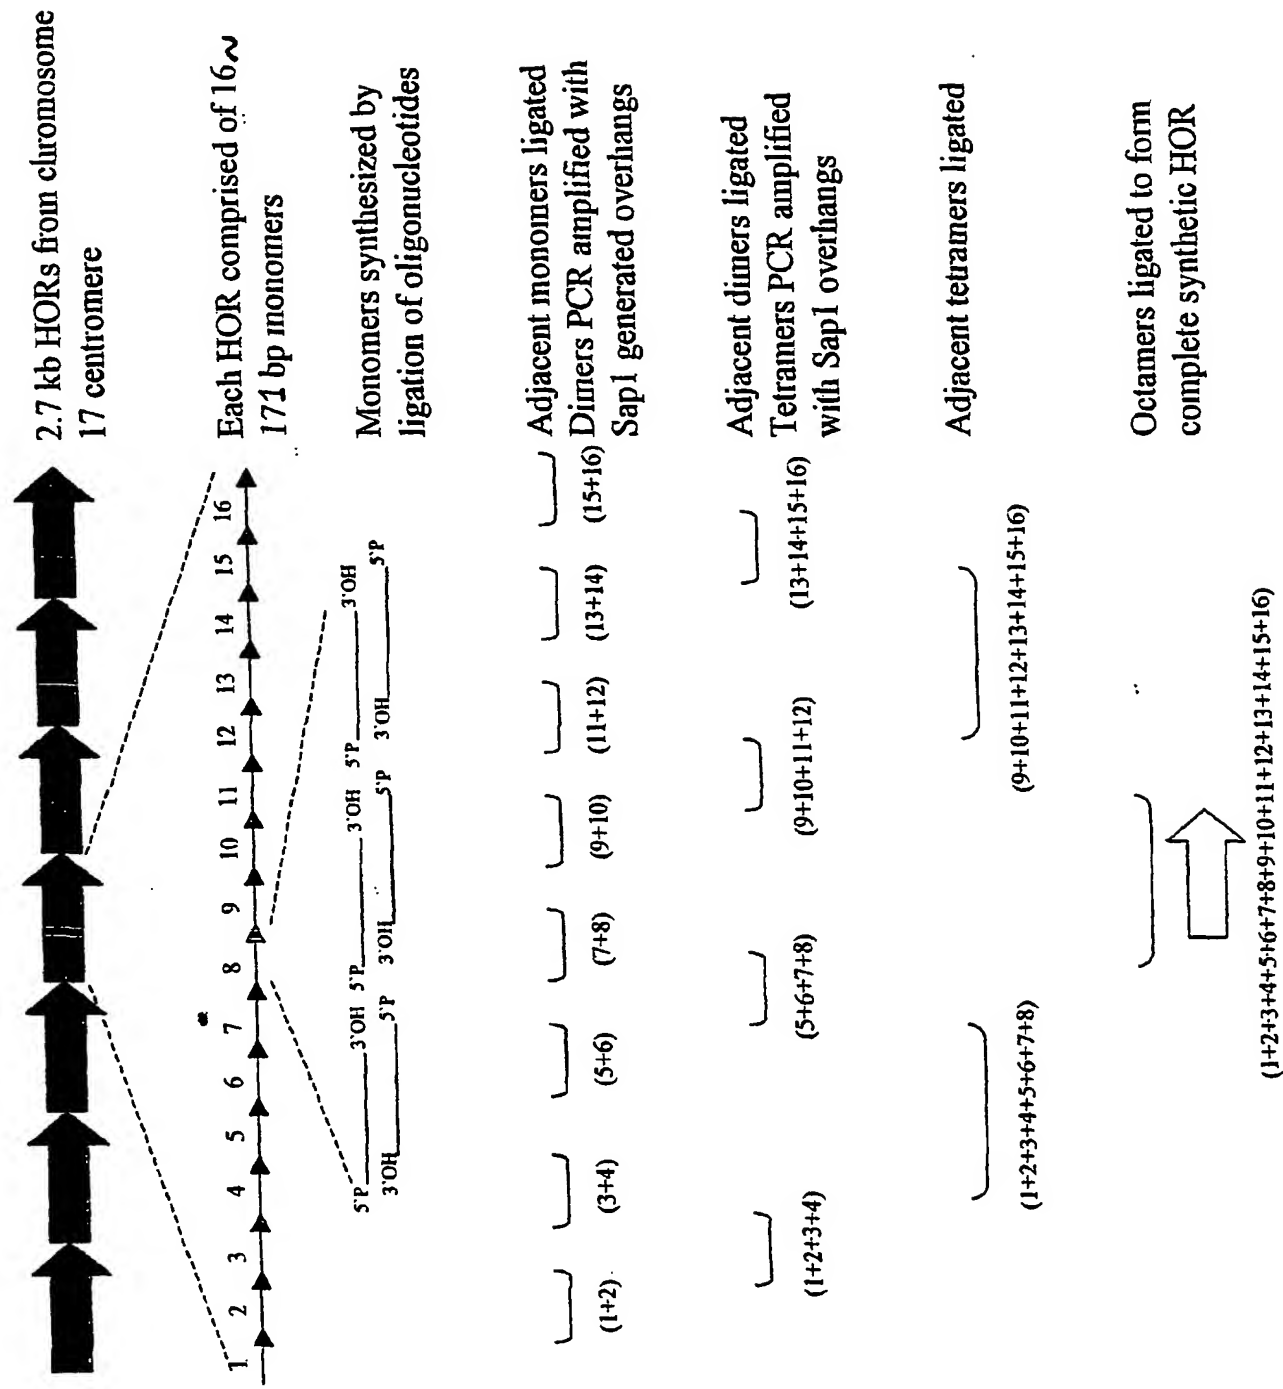 2.7 kb HORs from chromosome
17 centromere
1 2 3 4 5 6 7 8 9 10 11 12 13 14 15 16
Each HOR comprised of 16~
171 bp monomers
5'P 3'OH 5'P 3'OH 5'P 3'OH
3'OH 5'P 3'OH 5'P 3'OH 5'P
Monomers synthesized by
ligation of oligonucleotides
Adjacent monomers ligated
Dimers PCR amplified with
Sap1 generated overhangs
(1+2) (3+4) (5+6) (7+8) (9+10) (11+12) (13+14) (15+16)
Adjacent dimers ligated
Tetramers PCR amplified
with Sap1 overhangs
(1+2+3+4) (5+6+7+8) (9+10+11+12) (13+14+15+16)
Adjacent tetramers ligated
(1+2+3+4+5+6+7+8) (9+10+11+12+13+14+15+16)
Octamers ligated to form
complete synthetic HOR
(1+2+3+4+5+6+7+8+9+10+11+12+13+14+15+16)